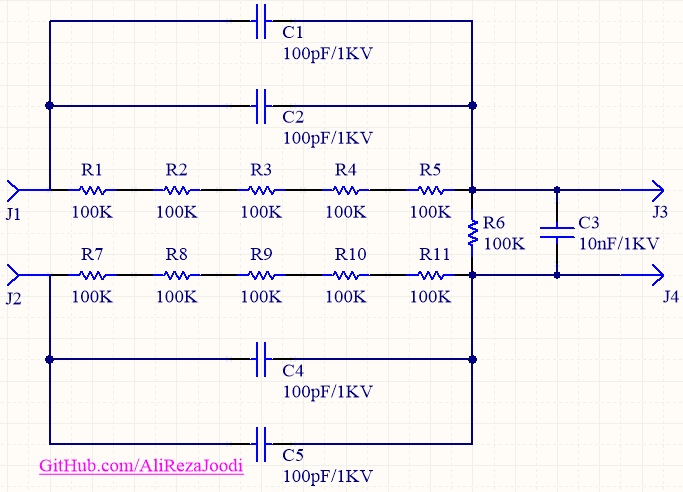 C1
100pF/1KV
C2
100pF/1KV
R1 R2 R3 R4 R5
J1 100K 100K 100K 100K 100K J3
R6 C3
100K 10nF/1KV
R7 R8 R9 R10 R11
J2 100K 100K 100K 100K 100K J4
C4
100pF/1KV
C5
GitHub.com/AliRezaJoodi
100pF/1KV